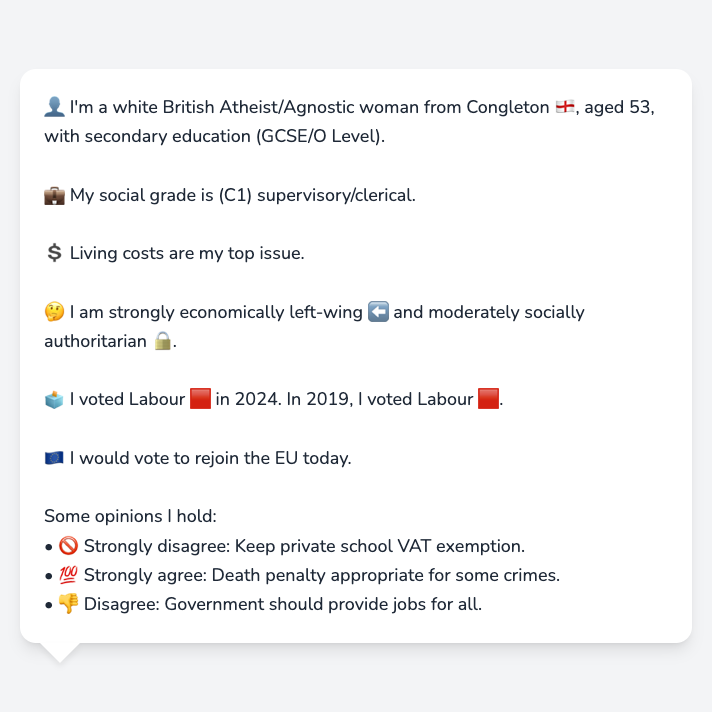 👤 I'm a white British Atheist/Agnostic woman from Congleton 🏴󠁧󠁢󠁥󠁮󠁧󠁿, aged 53,
with secondary education (GCSE/O Level).
💼 My social grade is (C1) supervisory/clerical.
💲 Living costs are my top issue.
🤔 I am strongly economically left-wing ⬅️ and moderately socially
authoritarian 🔒.
🗳️ I voted Labour 🟥 in 2024. In 2019, I voted Labour 🟥.
🇪🇺 I would vote to rejoin the EU today.
Some opinions I hold:
• 🚫 Strongly disagree: Keep private school VAT exemption.
• 💯 Strongly agree: Death penalty appropriate for some crimes.
• 👎 Disagree: Government should provide jobs for all.